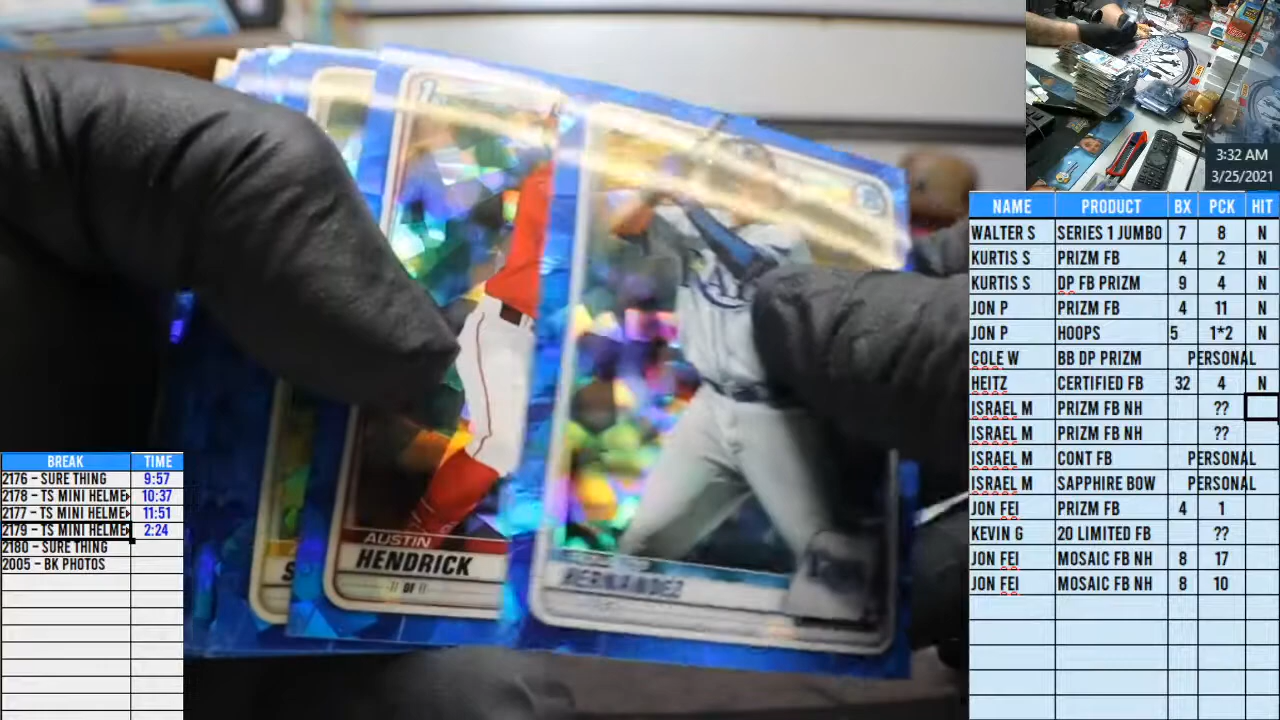 3:32 AM
3/25/2021
NAME PRODUCT BX PCK HIT
WALTER S SERIES 1 JUMBO 7 8 N
KURTIS S PRIZM FB 4 2 N
KURTIS S DP FB PRIZM 9 4 N
JON P PRIZM FB 4 11 N
JON P HOOPS 5 1*2 N
COLE W BB DP PRIZM PERSONAL
HEITZ CERTIFIED FB 32 4 N
ISRAEL M PRIZM FB NH ??
ISRAEL M PRIZM FB NH ??
ISRAEL M CONT FB PERSONAL
ISRAEL M SAPPHIRE BOW PERSONAL
JON FEI PRIZM FB 4 1
KEVIN G 20 LIMITED FB ??
JON FEI MOSAIC FB NH 8 17
JON FEI MOSAIC FB NH 8 10
BREAK TIME
2176 – SURE THING 9:57
2178 – TS MINI HELME 10:37
2177 – TS MINI HELME 11:51
2179 – TS MINI HELME 2:24
2180 – SURE THING
2005 – BK PHOTOS
AUSTIN
HENDRICK
OF
HERNANDEZ